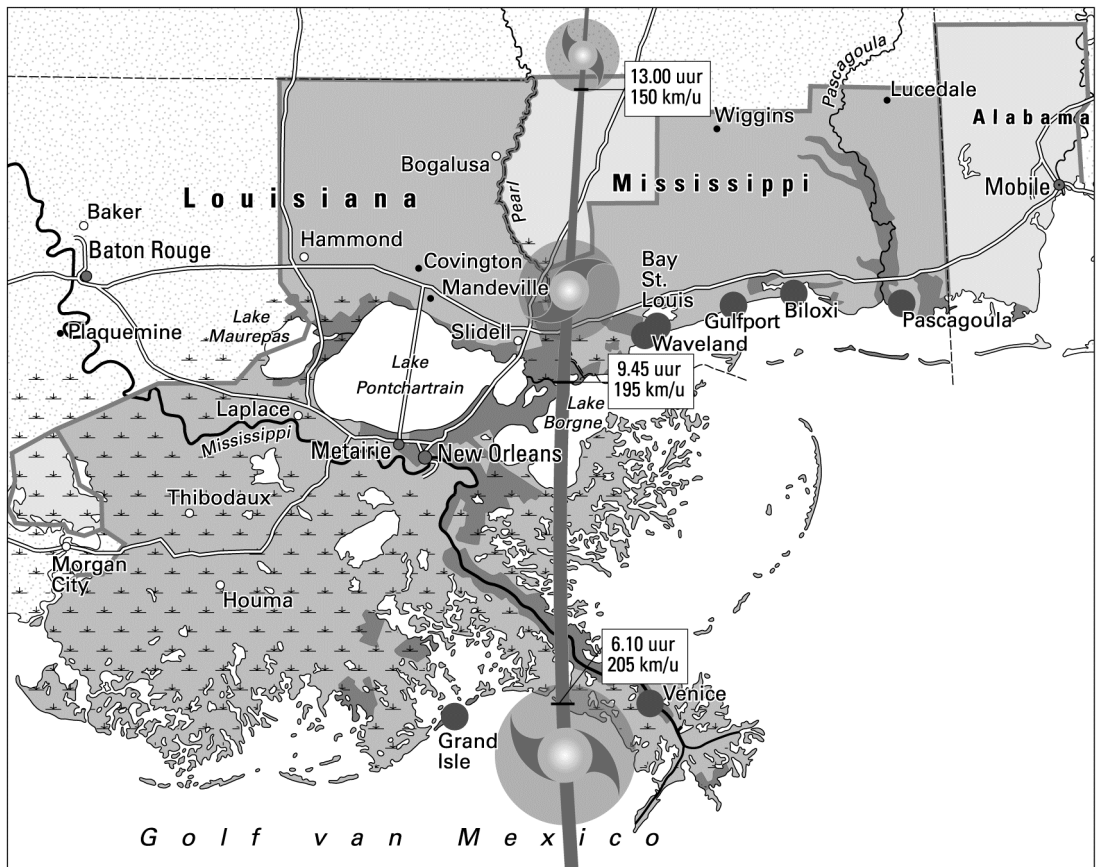 13.00 uur
150 km/u
Pascagoula
Lucedale
Wiggins
Alabama
Bogalusa
Pearl
Mississippi
Mobile
Louisiana
Baker
Baton Rouge
Hammond
Covington
Mandeville
Bay
St.
Louis
Gulfport
Biloxi
Pascagoula
Waveland
Plaquemine
Lake
Maurepas
Slidell
Lake
Pontchartrain
9.45 uur
195 km/u
Lake
Borgne
Laplace
Mississippi
Metairie
New Orleans
Thibodaux
Morgan
City
Houma
6.10 uur
205 km/u
Venice
Grand
Isle
Golf van Mexico